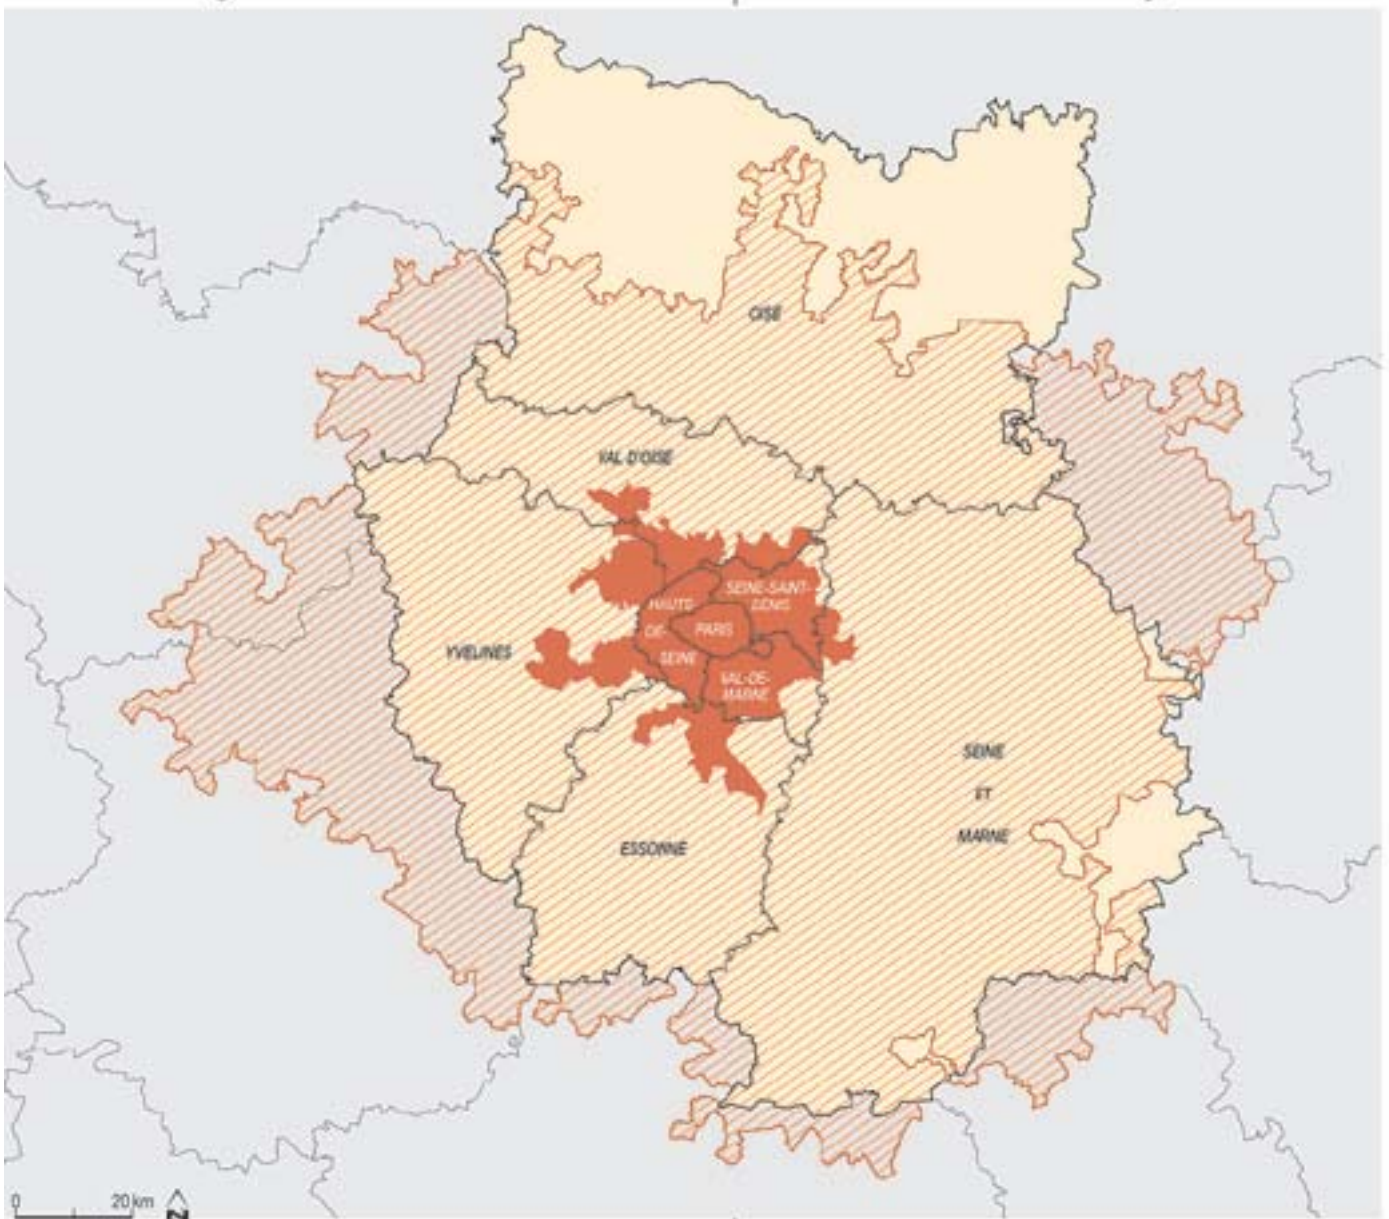 OISE
VAL D'OISE
SEINE-SAINT-
DENIS
HAUTS
DE-
SEINE
PARIS
YVELINES
VAL-DE-
MARNE
SEINE
ET
MARNE
ESSONNE
0 20 km
N